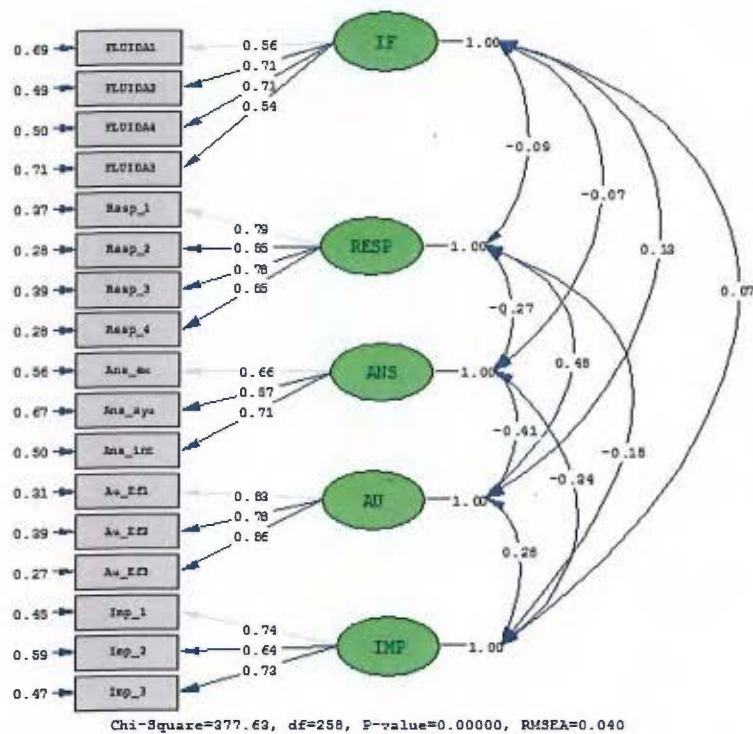 0.69 FLUIDA1 0.56 IF 1.00
0.49 FLUIDA2 0.71
0.50 FLUIDA4 0.71
0.71 FLUIDA3 0.54
-0.09
-0.07
0.13
0.07
0.37 Resp_1 0.79
0.28 Resp_2 0.85 RESP 1.00
0.39 Resp_3 0.78
0.28 Resp_4 0.85
-0.27
0.48
-0.18
0.56 0.66 ANS 1.00
0.67 Ans_ayu 0.57
0.50 Ans_int 0.71
-0.41
-0.24
0.31 Au_Ef1 0.83
0.39 Au_Ef2 0.78 AU 1.00
0.27 Au_Ef3 0.86
0.28
0.45 Imp_1 0.74
0.59 Imp_2 0.64 IMP 1.00
0.47 Imp_3 0.73
Chi-Square=377.63, df=258, P-value=0.00000, RMSEA=0.040